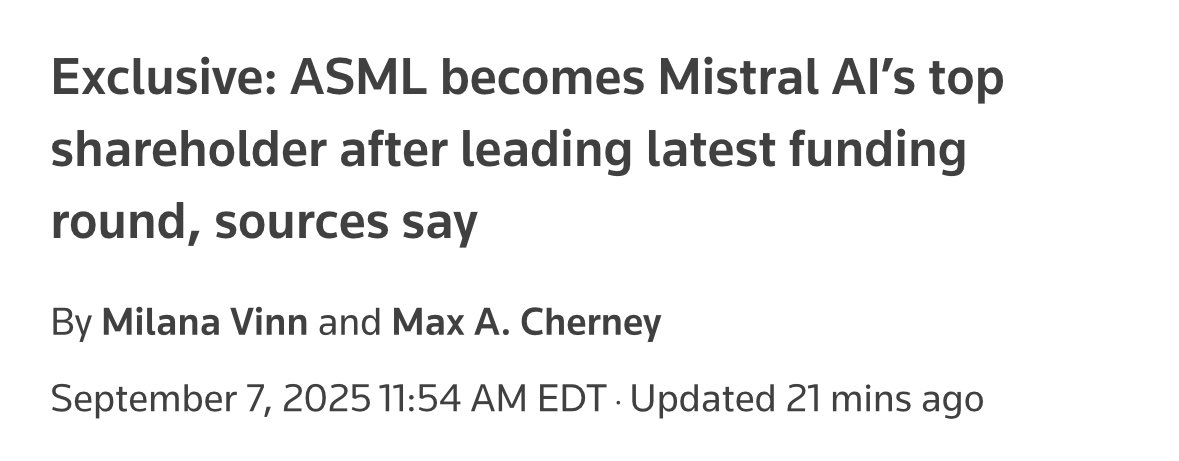 Exclusive: ASML becomes Mistral AI’s top
shareholder after leading latest funding
round, sources say
By Milana Vinn and Max A. Cherney
September 7, 2025 11:54 AM EDT · Updated 21 mins ago